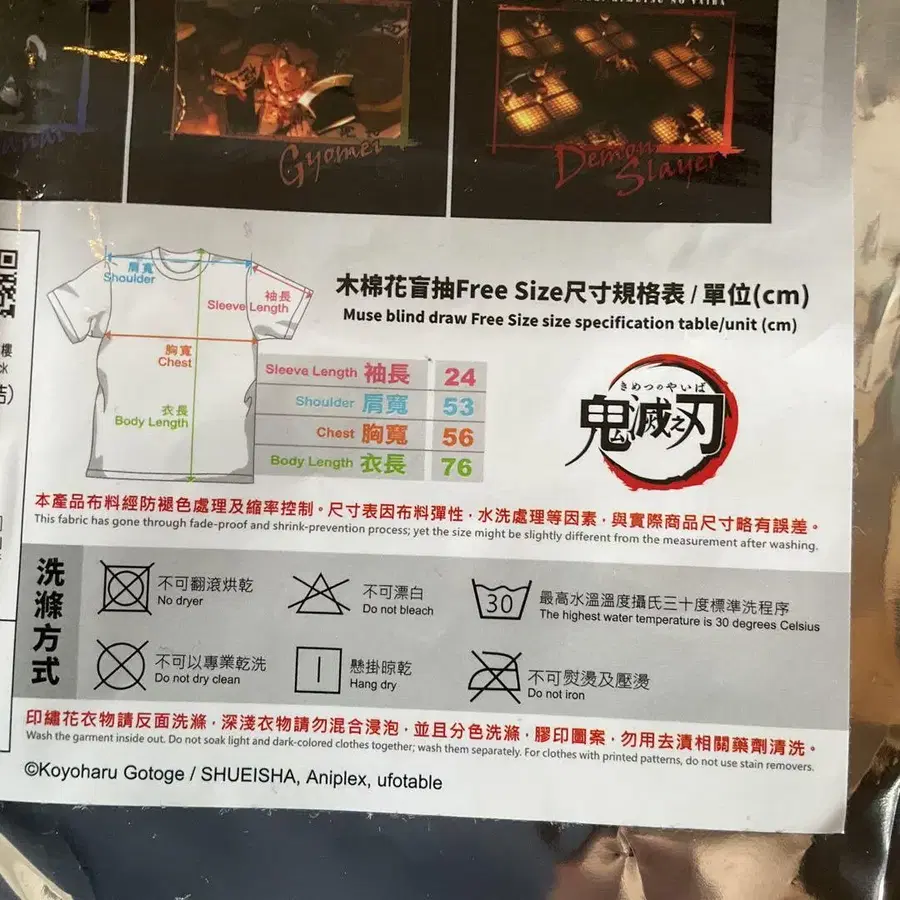 KIMETSU NO YAIBA
Gyomei
Demon
Slayer
肩寬
Shoulder
袖長
Sleeve Length
胸寬
Chest
衣長
Body Length
木棉花盲抽Free Size尺寸規格表/單位(cm)
Muse blind draw Free Size size specification table/unit (cm)
Sleeve Length 袖長 24
Shoulder 肩寬 53
Chest 胸寬 56
Body Length 衣長 76
きめつのやいば
鬼滅之刃
本產品布料經防褪色處理及縮率控制。尺寸表因布料彈性，水洗處理等因素，與實際商品尺寸略有誤差。
This fabric has gone through fade-proof and shrink-prevention process; yet the size might be slightly different from the measurement after washing.
洗滌方式
不可翻滾烘乾
No dryer
不可漂白
Do not bleach
30
最高水溫溫度攝氏三十度標準洗程序
The highest water temperature is 30 degrees Celsius
不可以專業乾洗
Do not dry clean
懸掛晾乾
Hang dry
不可熨燙及壓燙
Do not iron
印繡花衣物請反面洗滌，深淺衣物請勿混合浸泡，並且分色洗滌，膠印圖案，勿用去漬相關藥劑清洗。
Wash the garment inside out. Do not soak light and dark-colored clothes together; wash them separately. For clothes with printed patterns, do not use stain removers.
©Koyoharu Gotoge / SHUEISHA, Aniplex, ufotable